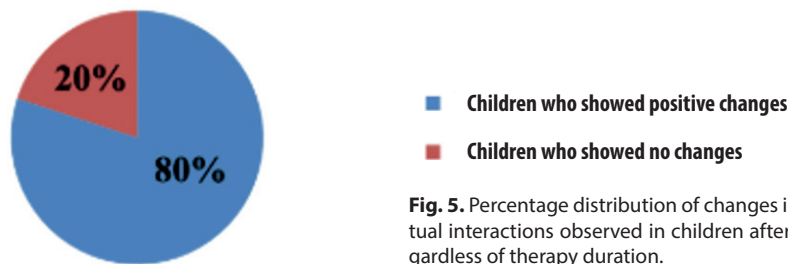 20%
80%
Children who showed positive changes
Children who showed no changes
Fig. 5. Percentage distribution of changes i
tual interactions observed in children after
gardless of therapy duration.